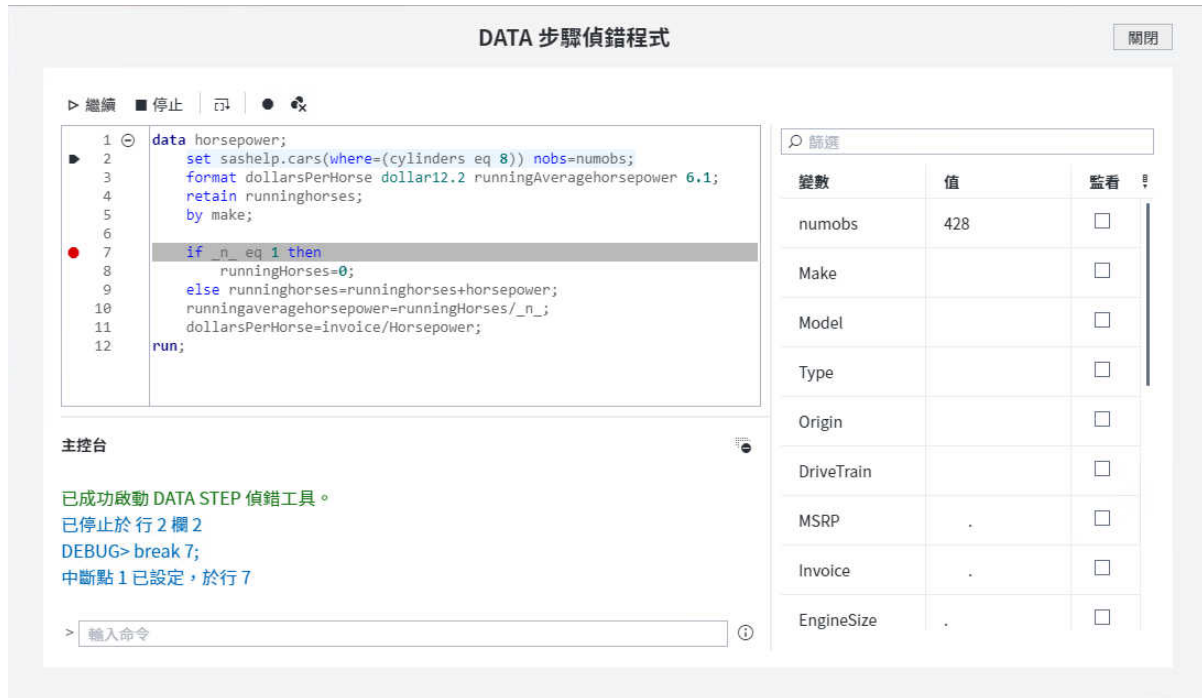 DATA 步驟偵錯程式
關閉
繼續 停止
1 data horsepower;
2 set sashelp.cars(where=(cylinders eq 8)) nobs=numobs;
3 format dollarsPerHorse dollar12.2 runningAveragehorsepower 6.1;
4 retain runninghorses;
5 by make;
6
7 if _n_ eq 1 then
8 runningHorses=0;
9 else runninghorses=runninghorses+horsepower;
10 runningaveragehorsepower=runningHorses/_n_;
11 dollarsPerHorse=invoice/Horsepower;
12 run;
主控台
已成功啟動 DATA STEP 偵錯工具。
已停止於 行 2 欄 2
DEBUG> break 7;
中斷點 1 已設定，於行 7
> 輸入命令
篩選
變數 值 監看
numobs 428
Make
Model
Type
Origin
DriveTrain
MSRP .
Invoice .
EngineSize .